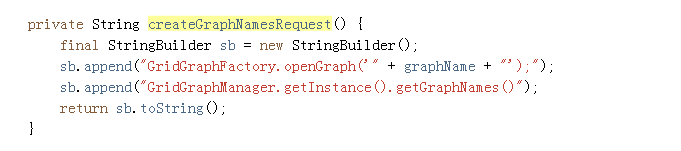 private String createGraphNamesRequest() {
    final StringBuilder sb = new StringBuilder();
    sb.append("GridGraphFactory.openGraph('" + graphName + "');");
    sb.append("GridGraphManager.getInstance().getGraphNames()");
    return sb.toString();
}